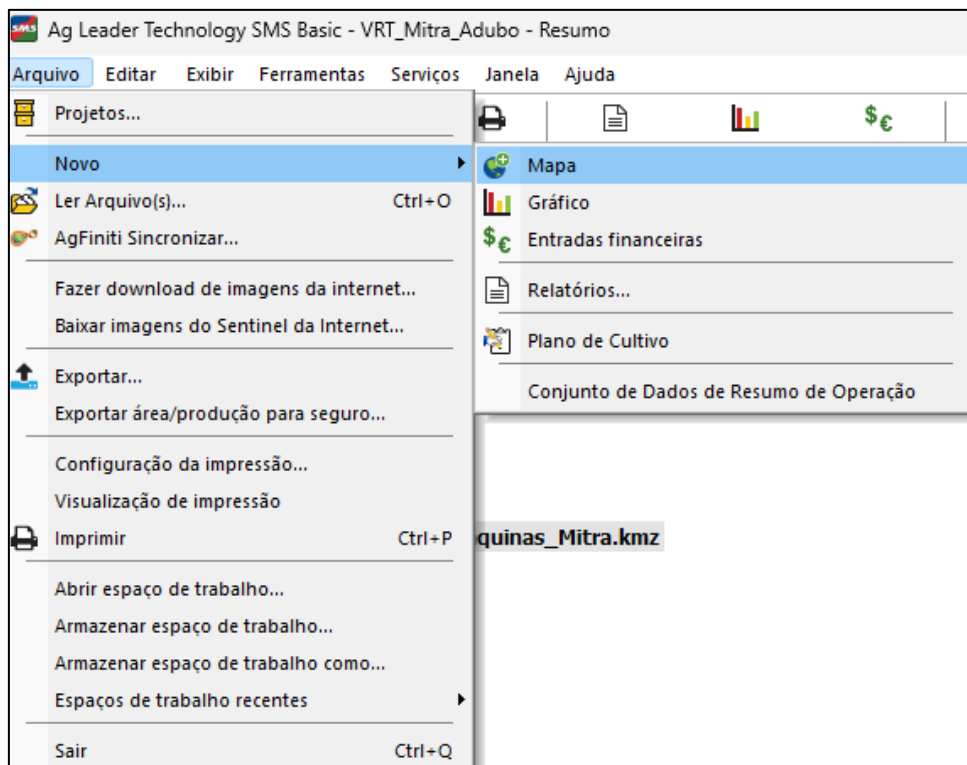 SMS
Ag Leader Technology SMS Basic - VRT_Mitra_Adubo - Resumo
Arquivo Editar Exibir Ferramentas Serviços Janela Ajuda
Projetos...
Novo
Ler Arquivo(s)... Ctrl+O
AgFiniti Sincronizar...
Fazer download de imagens da internet...
Baixar imagens do Sentinel da Internet...
Exportar...
Exportar área/produção para seguro...
Configuração da impressão...
Visualização de impressão
Imprimir Ctrl+P
Abrir espaço de trabalho...
Armazenar espaço de trabalho...
Armazenar espaço de trabalho como...
Espaços de trabalho recentes
Sair Ctrl+Q
$€
Mapa
Gráfico
$€ Entradas financeiras
Relatórios...
Plano de Cultivo
Conjunto de Dados de Resumo de Operação
quinas_Mitra.kmz